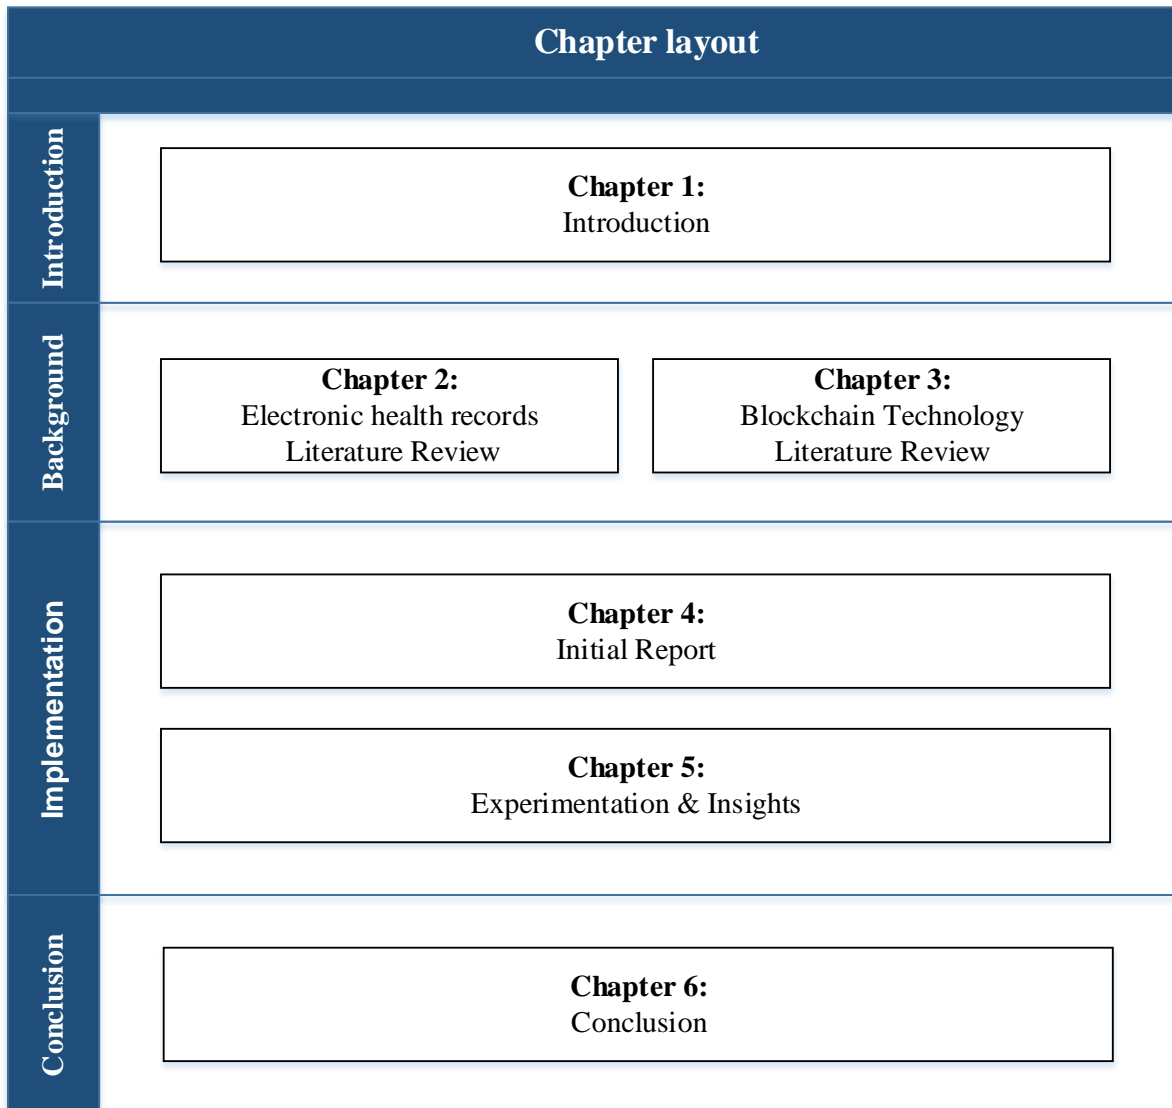 Chapter layout
Introduction
Chapter 1:
Introduction
Background
Chapter 2:
Electronic health records
Literature Review
Chapter 3:
Blockchain Technology
Literature Review
Implementation
Chapter 4:
Initial Report
Chapter 5:
Experimentation & Insights
Conclusion
Chapter 6:
Conclusion